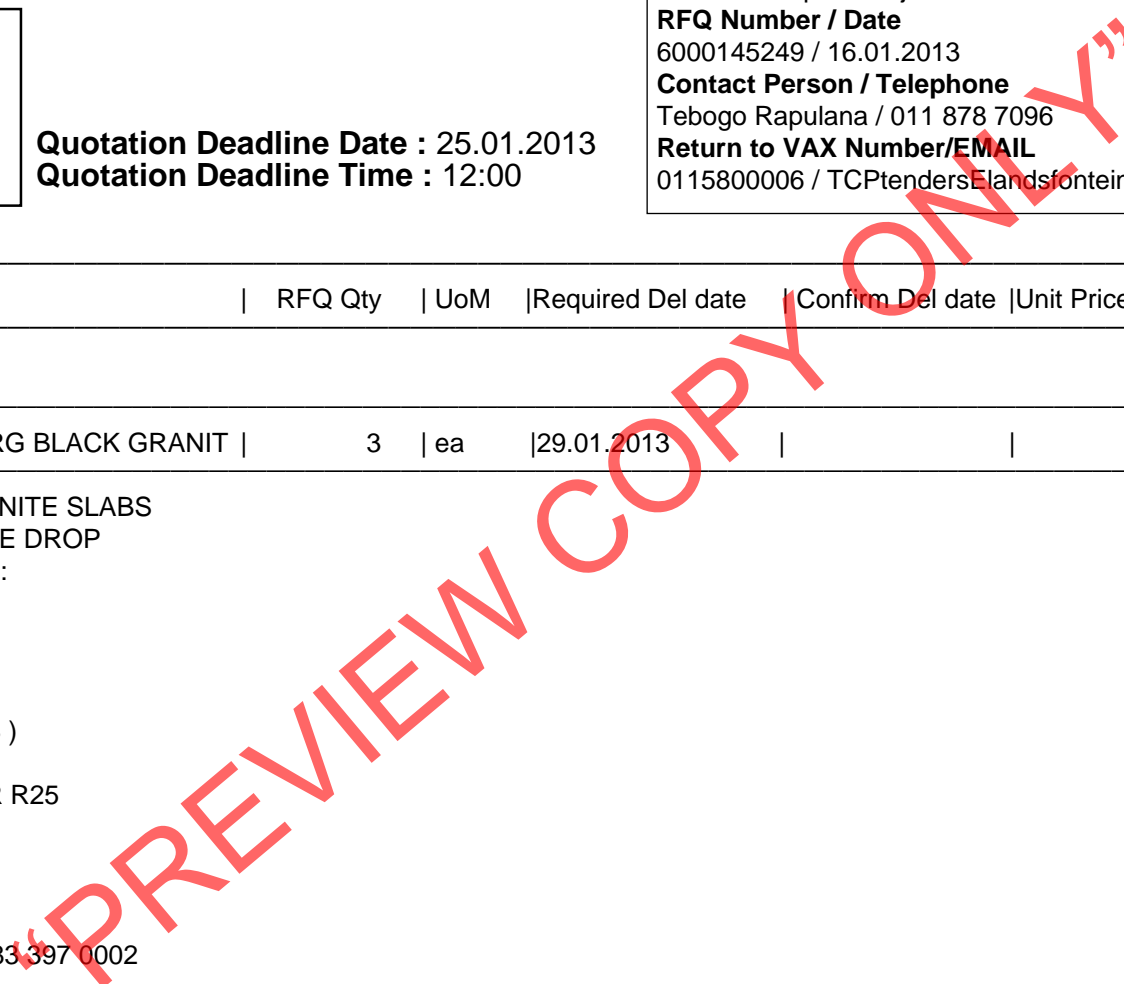 RFQ Number / Date
6000145249 / 16.01.2013
Contact Person / Telephone
Tebogo Rapulana / 011 878 7096
Return to VAX Number/EMAIL
0115800006 / TCPtendersElandsfontein
Quotation Deadline Date : 25.01.2013
Quotation Deadline Time : 12:00
| RFQ Qty | UoM |Required Del date | Confirm Del date |Unit Price
RG BLACK GRANIT | 3 | ea |29.01.2013 | |
NITE SLABS
E DROP
:
)
R25
397 0002
“PREVIEW COPY ONLY”